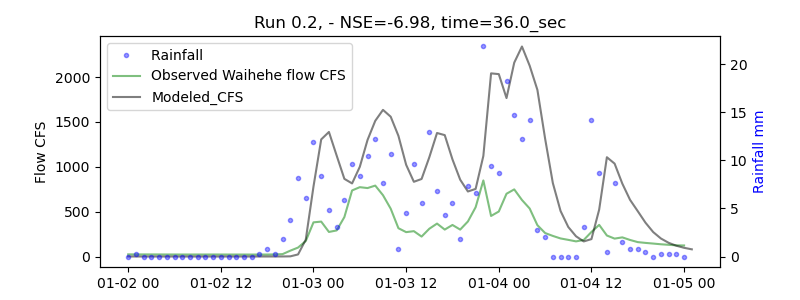 Run 0.2, - NSE=-6.98, time=36.0_sec
Rainfall
Observed Waihehe flow CFS
Modeled_CFS
Flow CFS
2000
1500
1000
500
0
20
15
10
5
0
Rainfall mm
01-02 00
01-02 12
01-03 00
01-03 12
01-04 00
01-04 12
01-05 00